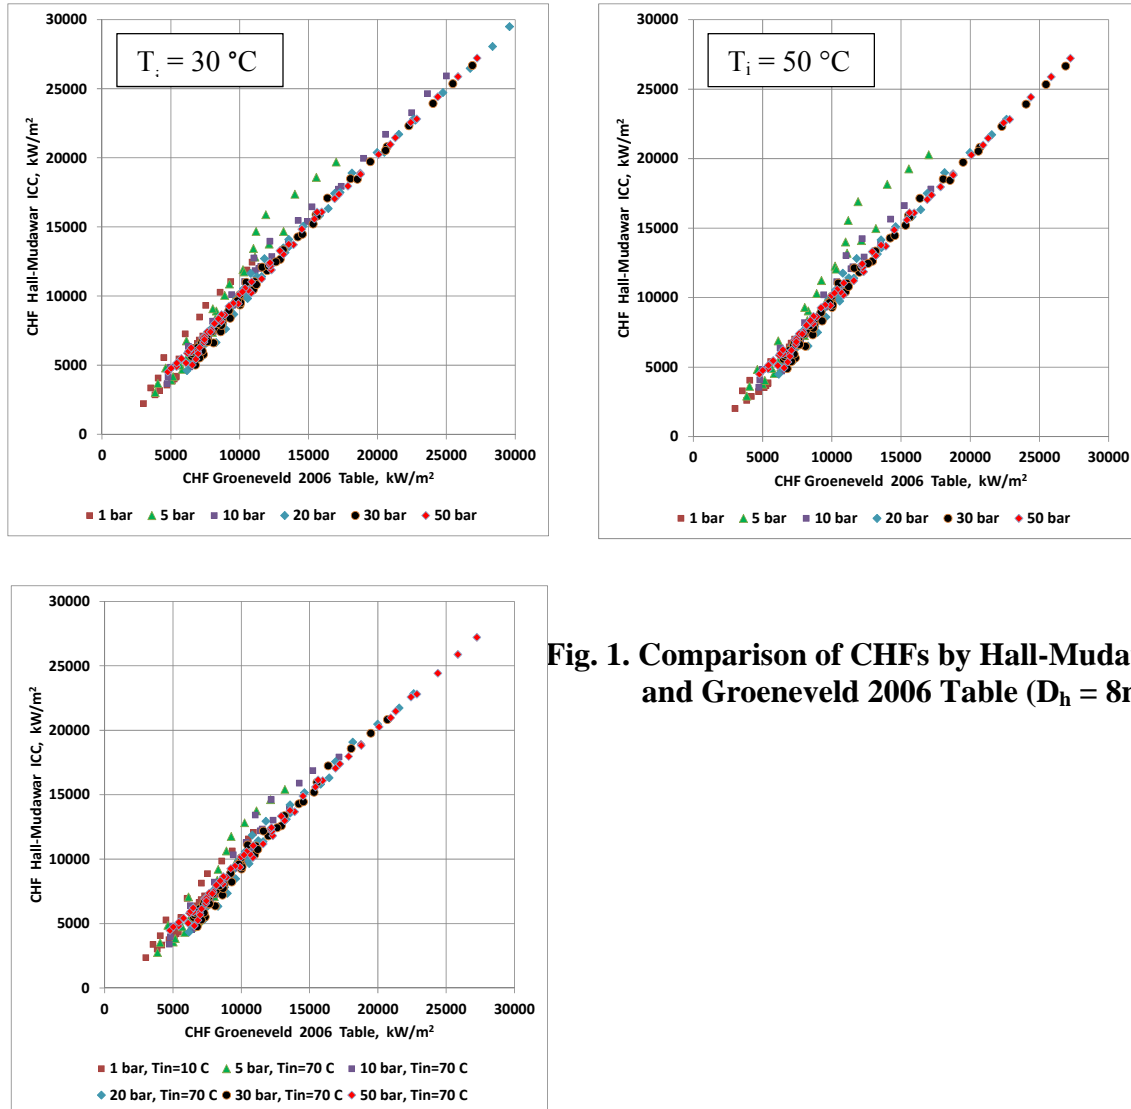 30000
25000
20000
15000
10000
5000
0
CHF Hall-Mudawar ICC, kW/m²
T. = 30 °C
0 5000 10000 15000 20000 25000 30000
CHF Groeneveld 2006 Table, kW/m²
1 bar 5 bar 10 bar 20 bar 30 bar 50 bar
30000
25000
20000
15000
10000
5000
0
CHF Hall-Mudawar ICC, kW/m²
Tᵢ = 50 °C
0 5000 10000 15000 20000 25000 30000
CHF Groeneveld 2006 Table, kW/m²
1 bar 5 bar 10 bar 20 bar 30 bar 50 bar
30000
25000
20000
15000
10000
5000
0
CHF Hall-Mudawar ICC, kW/m²
0 5000 10000 15000 20000 25000 30000
CHF Groeneveld 2006 Table, kW/m²
1 bar, Tin=10 C 5 bar, Tin=70 C 10 bar, Tin=70 C
20 bar, Tin=70 C 30 bar, Tin=70 C 50 bar, Tin=70 C
Fig. 1. Comparison of CHFs by Hall-Muda
and Groeneveld 2006 Table (Dₕ = 8